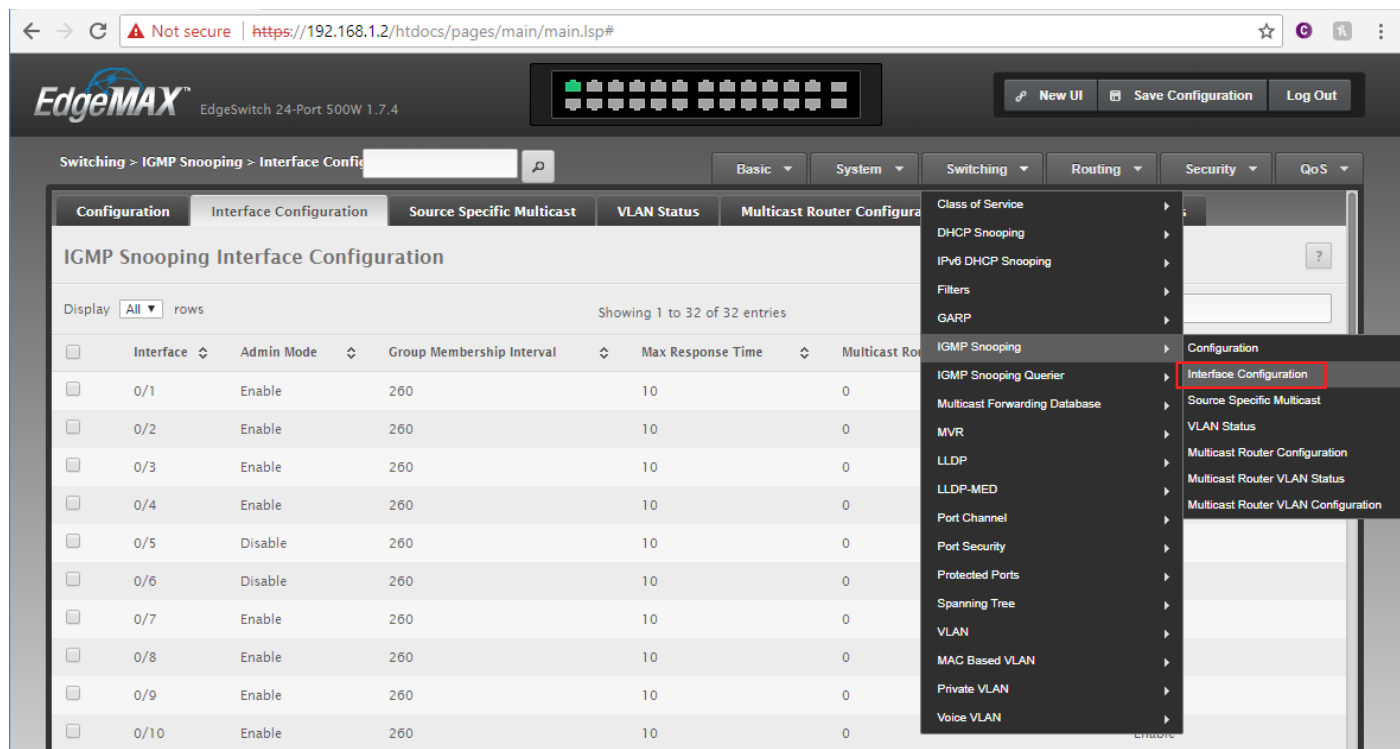 Not secure | https://192.168.1.2/htdocs/pages/main/main.lsp#
EdgeMAX™ EdgeSwitch 24-Port 500W 1.7.4
New UI Save Configuration Log Out
Switching > IGMP Snooping > Interface Config
Basic System Switching Routing Security QoS
Configuration Interface Configuration Source Specific Multicast VLAN Status Multicast Router Configura
IGMP Snooping Interface Configuration ?
Display All rows Showing 1 to 32 of 32 entries
Interface Admin Mode Group Membership Interval Max Response Time Multicast Rou
0/1 Enable 260 10 0
0/2 Enable 260 10 0
0/3 Enable 260 10 0
0/4 Enable 260 10 0
0/5 Disable 260 10 0
0/6 Disable 260 10 0
0/7 Enable 260 10 0
0/8 Enable 260 10 0
0/9 Enable 260 10 0
0/10 Enable 260 10 0 Enable
Class of Service
DHCP Snooping
IPv6 DHCP Snooping
Filters
GARP
IGMP Snooping
IGMP Snooping Querier
Multicast Forwarding Database
MVR
LLDP
LLDP-MED
Port Channel
Port Security
Protected Ports
Spanning Tree
VLAN
MAC Based VLAN
Private VLAN
Voice VLAN
Configuration
Interface Configuration
Source Specific Multicast
VLAN Status
Multicast Router Configuration
Multicast Router VLAN Status
Multicast Router VLAN Configuration